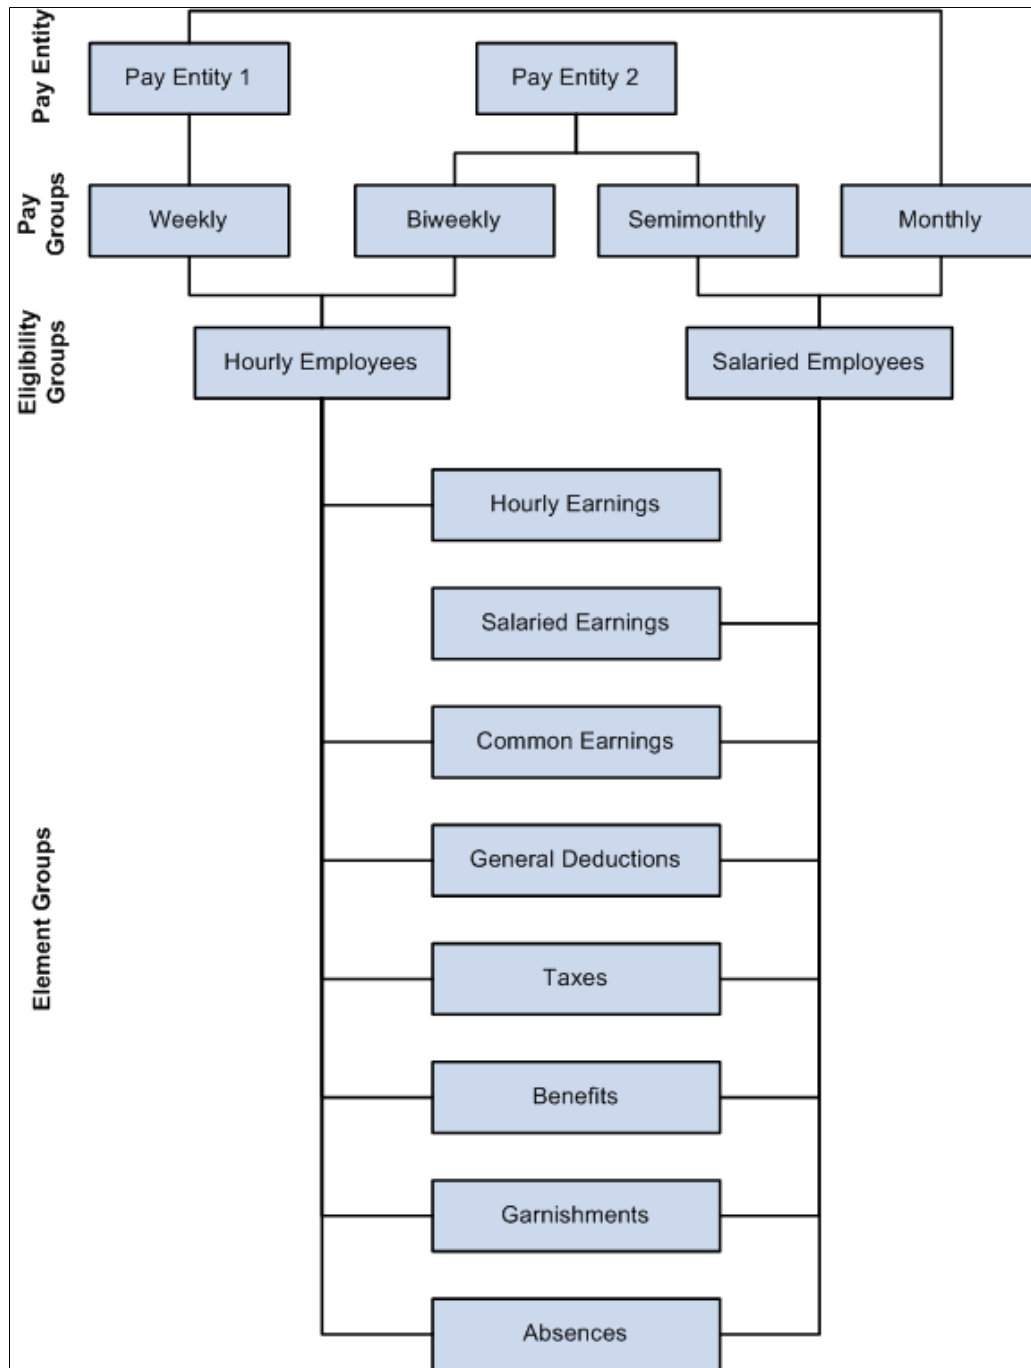 Pay Entity
Pay Entity 1
Pay Entity 2
Pay
Groups
Weekly
Biweekly
Semimonthly
Monthly
Eligibility
Groups
Hourly Employees
Salaried Employees
Element Groups
Hourly Earnings
Salaried Earnings
Common Earnings
General Deductions
Taxes
Benefits
Garnishments
Absences